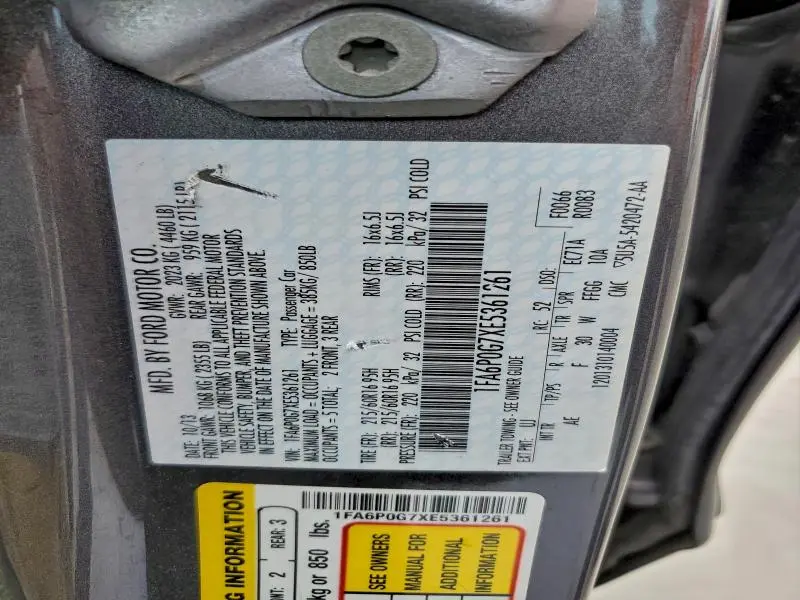 MFD. BY FORD MOTOR CO.
DATE: 10/13 GVWR: 2023 KG ( 4460 LB)
FRONT GAWR: 1068 KG ( 2355 LB) REAR GAWR: 959 KG ( 2115 LB)
THIS VEHICLE CONFORMS TO ALL APPLICABLE FEDERAL MOTOR
VEHICLE SAFETY, BUMPER, AND THEFT PREVENTION STANDARDS
IN EFFECT ON THE DATE OF MANUFACTURE SHOWN ABOVE.
VIN: 1FA6P0G7XE5361261 TYPE: Passenger Car
MAXIMUM LOAD = OCCUPANTS + LUGGAGE = 385KG/ 850LB
OCCUPANTS = 5 TOTAL; 2 FRONT, 3 REAR
TIRE (FR): 215/60R16 95H RIMS (FR): 16x6.5J
(RR): 215/60R16 95H (RR): 16x6.5J
PRESSURE (FR): 220 kPa/ 32 PSI COLD (RR): 220 kPa/ 32 PSI COLD
1FA6P0G7XE5361261
TRAILER TOWING - SEE OWNER GUIDE F0066
EXT PNT: UJ RC: 52 DSO: R0083
INT TR TP/PS R AXLE TR SPR EC71A
AE F 30 W FFGG 10A
12013101140004 CMC ▽5U5A-5420472-AA
1FA6P0G7XE5361261
G INFORMATION
NT: 2 REAR: 3
kg or 850 lbs.
SEE OWNERS
MANUAL FOR
ADDITIONAL
INFORMATION